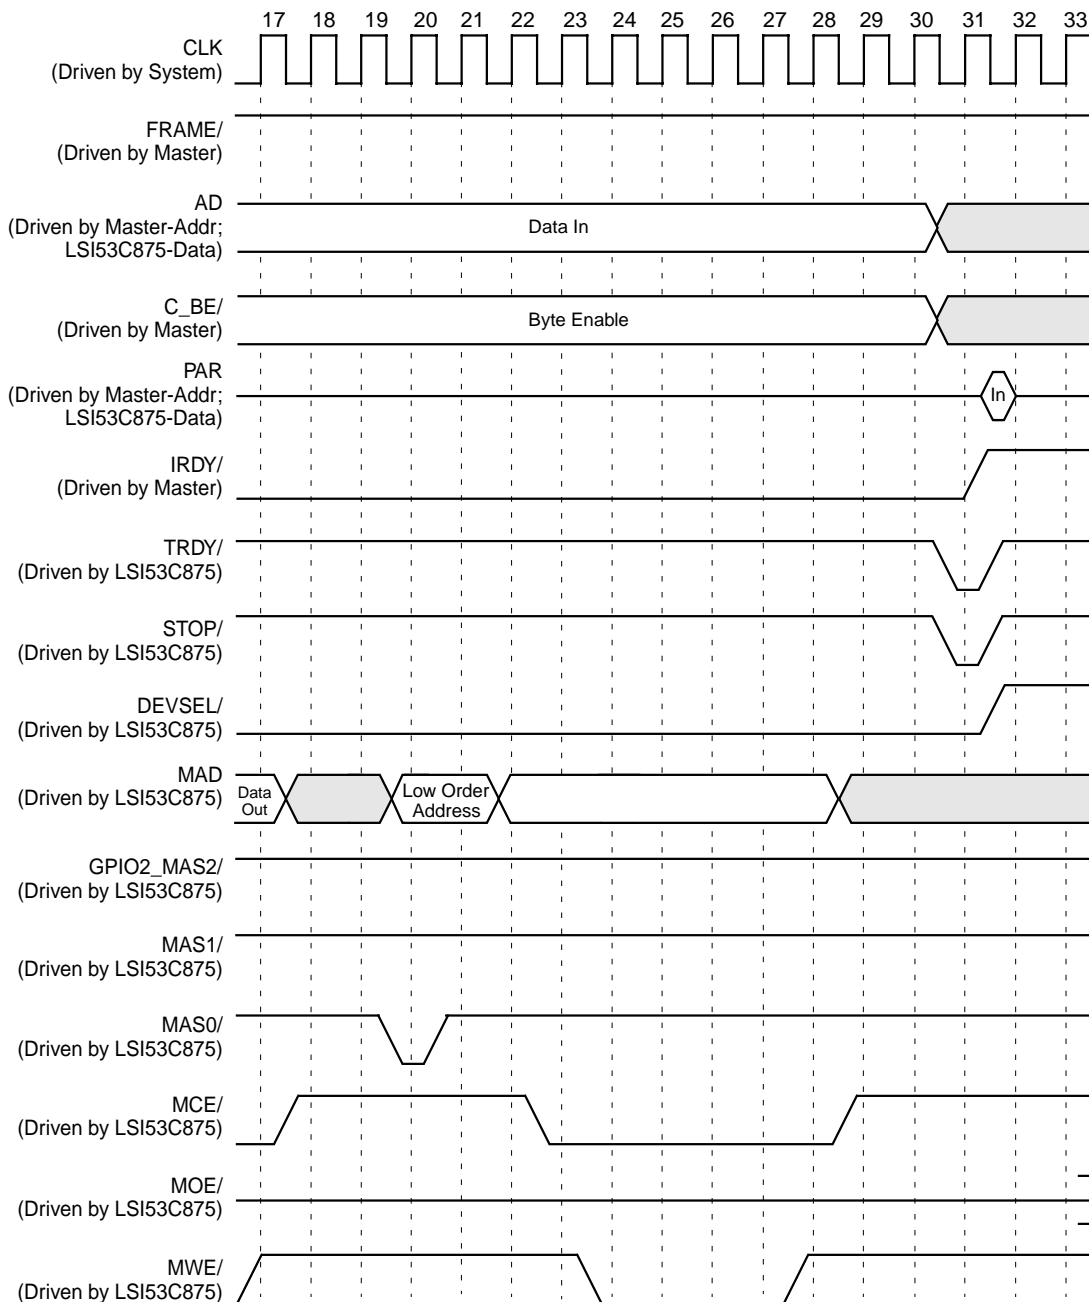 17 18 19 20 21 22 23 24 25 26 27 28 29 30 31 32 33
CLK
(Driven by System)
FRAME/
(Driven by Master)
AD
(Driven by Master-Addr;
LSI53C875-Data)
Data In
C_BE/
(Driven by Master)
Byte Enable
PAR
(Driven by Master-Addr;
LSI53C875-Data)
In
IRDY/
(Driven by Master)
TRDY/
(Driven by LSI53C875)
STOP/
(Driven by LSI53C875)
DEVSEL/
(Driven by LSI53C875)
MAD
(Driven by LSI53C875)
Data
Out
Low Order
Address
GPIO2_MAS2/
(Driven by LSI53C875)
MAS1/
(Driven by LSI53C875)
MAS0/
(Driven by LSI53C875)
MCE/
(Driven by LSI53C875)
MOE/
(Driven by LSI53C875)
MWE/
(Driven by LSI53C875)